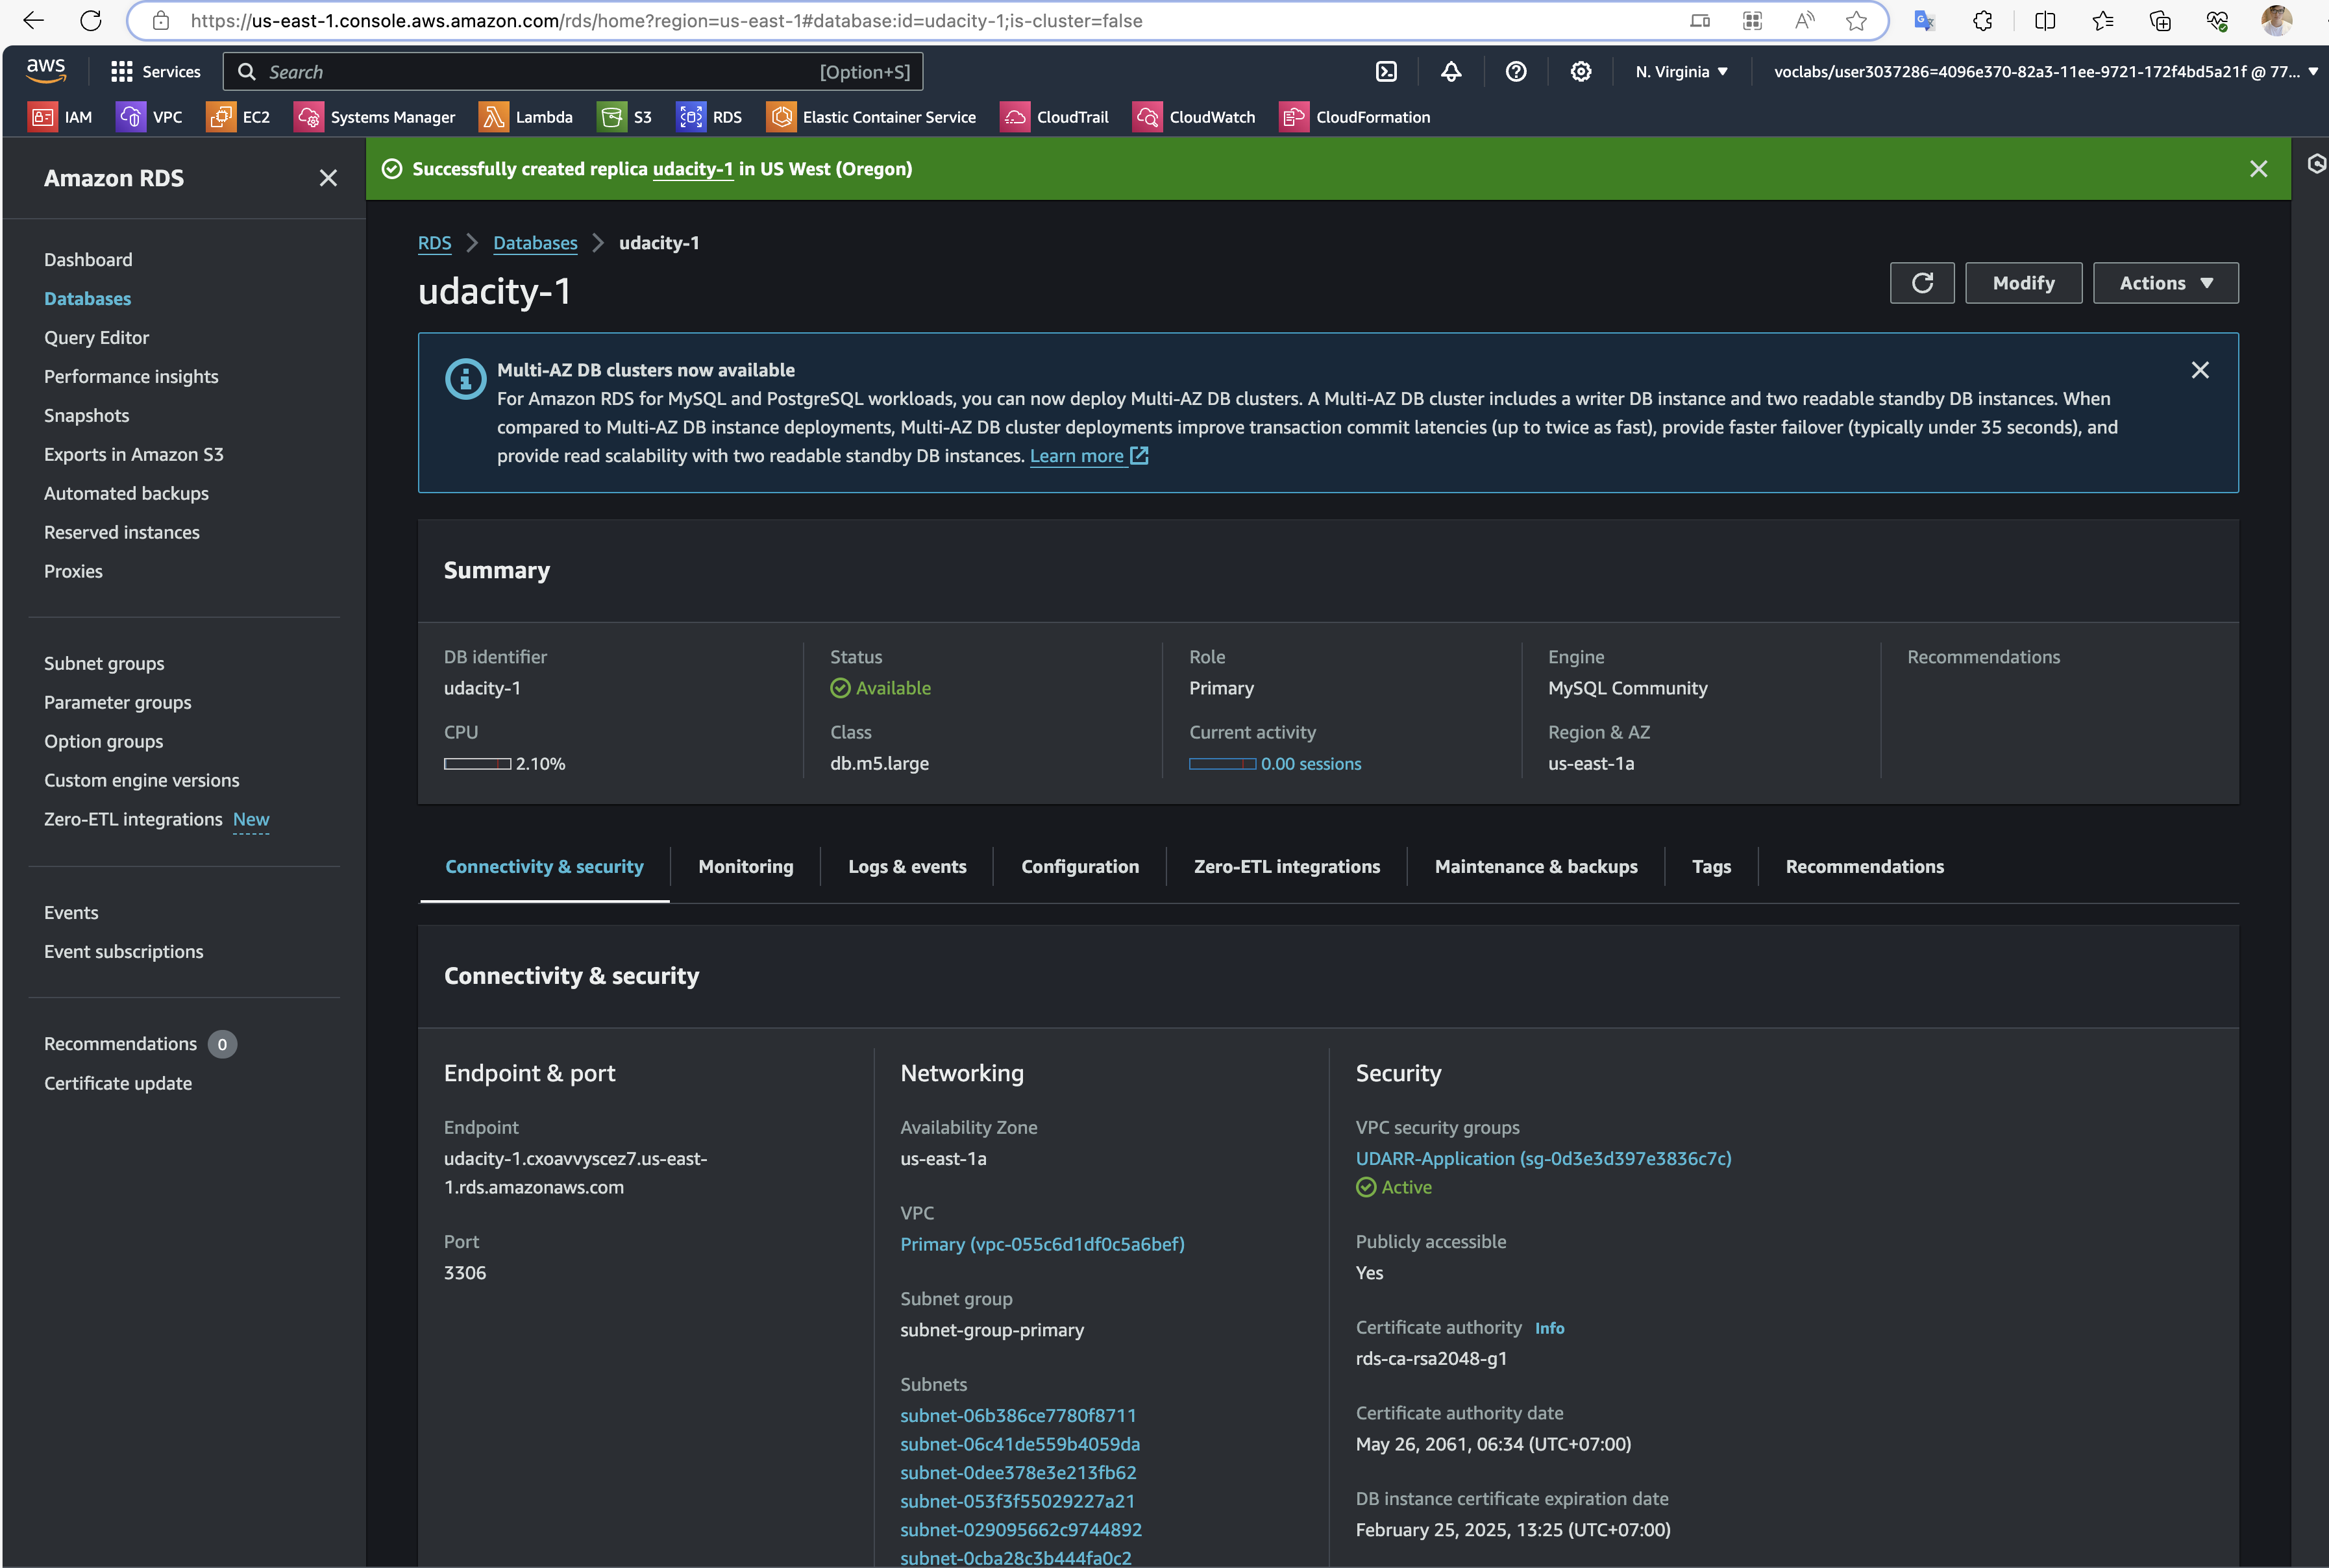 https://us-east-1.console.aws.amazon.com/rds/home?region=us-east-1#database:id=udacity-1;is-cluster=false
aws
Services
Search
[Option+S]
N. Virginia
voclabs/user3037286=4096e370-82a3-11ee-9721-172f4bd5a21f @ 77...
IAM
VPC
EC2
Systems Manager
Lambda
S3
RDS
Elastic Container Service
CloudTrail
CloudWatch
CloudFormation
Amazon RDS
Dashboard
Databases
Query Editor
Performance insights
Snapshots
Exports in Amazon S3
Automated backups
Reserved instances
Proxies
Subnet groups
Parameter groups
Option groups
Custom engine versions
Zero-ETL integrations New
Events
Event subscriptions
Recommendations 0
Certificate update
Successfully created replica udacity-1 in US West (Oregon)
RDS
Databases
udacity-1
udacity-1
Modify
Actions
Multi-AZ DB clusters now available
For Amazon RDS for MySQL and PostgreSQL workloads, you can now deploy Multi-AZ DB clusters. A Multi-AZ DB cluster includes a writer DB instance and two readable standby DB instances. When
compared to Multi-AZ DB instance deployments, Multi-AZ DB cluster deployments improve transaction commit latencies (up to twice as fast), provide faster failover (typically under 35 seconds), and
provide read scalability with two readable standby DB instances. Learn more
Summary
DB identifier
udacity-1
CPU
2.10%
Status
Available
Class
db.m5.large
Role
Primary
Current activity
0.00 sessions
Engine
MySQL Community
Region & AZ
us-east-1a
Recommendations
Connectivity & security
Monitoring
Logs & events
Configuration
Zero-ETL integrations
Maintenance & backups
Tags
Recommendations
Connectivity & security
Endpoint & port
Endpoint
udacity-1.cxoavvyscez7.us-east-
1.rds.amazonaws.com
Port
3306
Networking
Availability Zone
us-east-1a
VPC
Primary (vpc-055c6d1df0c5a6bef)
Subnet group
subnet-group-primary
Subnets
subnet-06b386ce7780f8711
subnet-06c41de559b4059da
subnet-0dee378e3e213fb62
subnet-053f3f55029227a21
subnet-029095662c9744892
subnet-0cba28c3b444fa0c2
Security
VPC security groups
UDARR-Application (sg-0d3e3d397e3836c7c)
Active
Publicly accessible
Yes
Certificate authority Info
rds-ca-rsa2048-g1
Certificate authority date
May 26, 2061, 06:34 (UTC+07:00)
DB instance certificate expiration date
February 25, 2025, 13:25 (UTC+07:00)